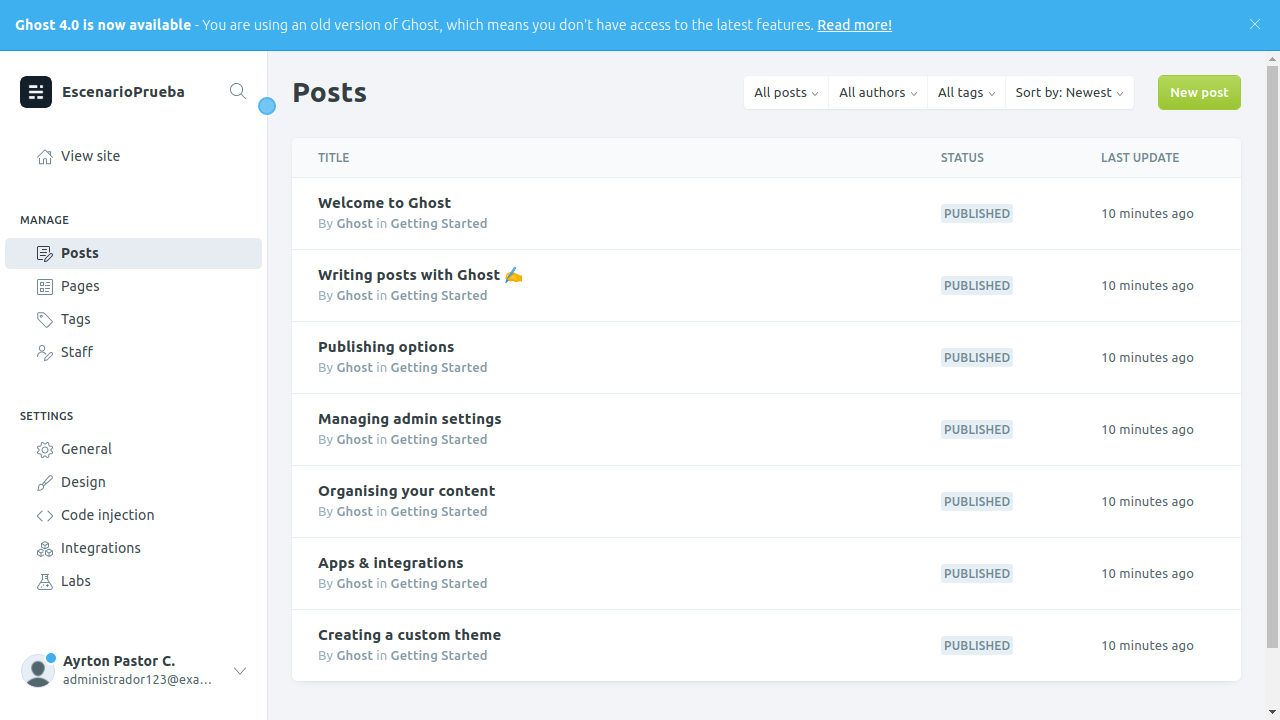 Ghost 4.0 is now available - You are using an old version of Ghost, which means you don't have access to the latest features. Read more!
EscenarioPrueba
View site
MANAGE
Posts
Pages
Tags
Staff
SETTINGS
General
Design
Code injection
Integrations
Labs
Ayrton Pastor C.
administrador123@exa...
Posts
All posts
All authors
All tags
Sort by: Newest
New post
TITLE STATUS LAST UPDATE
Welcome to Ghost
By Ghost in Getting Started
PUBLISHED
10 minutes ago
Writing posts with Ghost ✍️
By Ghost in Getting Started
PUBLISHED
10 minutes ago
Publishing options
By Ghost in Getting Started
PUBLISHED
10 minutes ago
Managing admin settings
By Ghost in Getting Started
PUBLISHED
10 minutes ago
Organising your content
By Ghost in Getting Started
PUBLISHED
10 minutes ago
Apps & integrations
By Ghost in Getting Started
PUBLISHED
10 minutes ago
Creating a custom theme
By Ghost in Getting Started
PUBLISHED
10 minutes ago